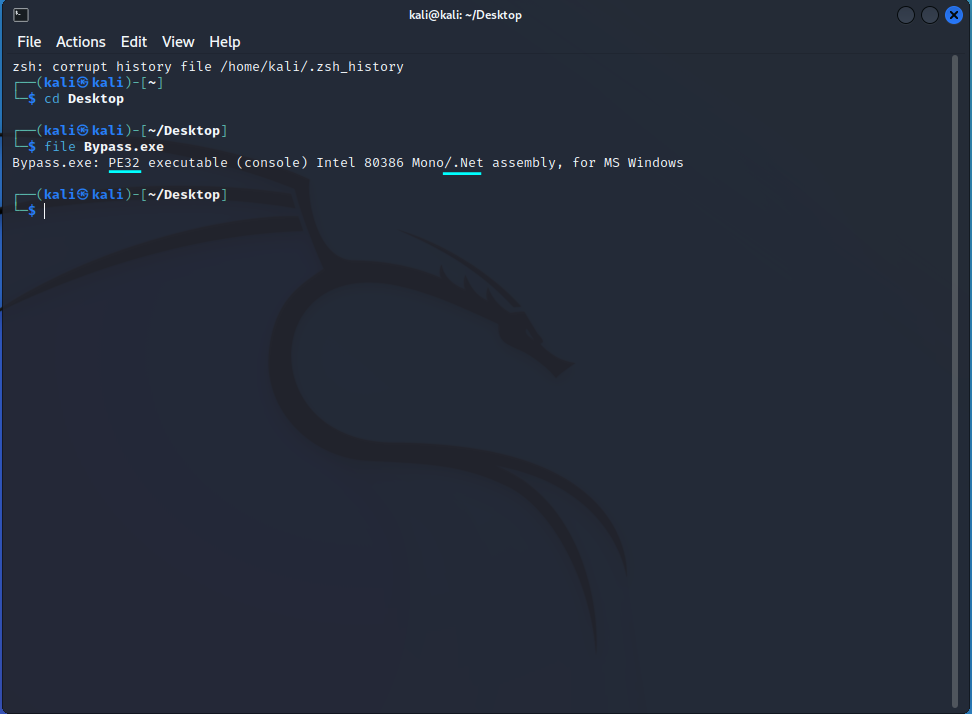 kali@kali: ~/Desktop
File Actions Edit View Help
zsh: corrupt history file /home/kali/.zsh_history
┌──(kali㉿kali)-[~]
└─$ cd Desktop
┌──(kali㉿kali)-[~/Desktop]
└─$ file Bypass.exe
Bypass.exe: PE32 executable (console) Intel 80386 Mono/.Net assembly, for MS Windows
┌──(kali㉿kali)-[~/Desktop]
└─$